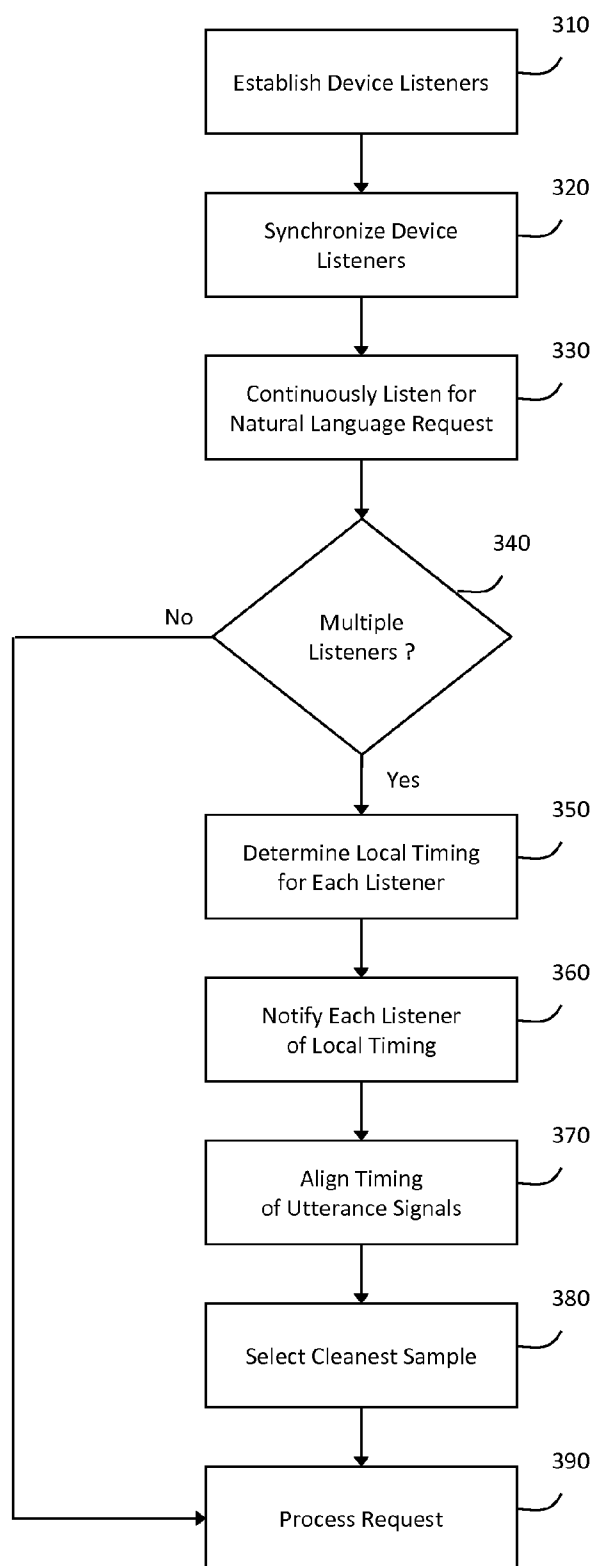 310
Establish Device Listeners
320
Synchronize Device
Listeners
330
Continuously Listen for
Natural Language Request
340
No
Multiple
Listeners ?
Yes
350
Determine Local Timing
for Each Listener
360
Notify Each Listener
of Local Timing
370
Align Timing
of Utterance Signals
380
Select Cleanest Sample
390
Process Request